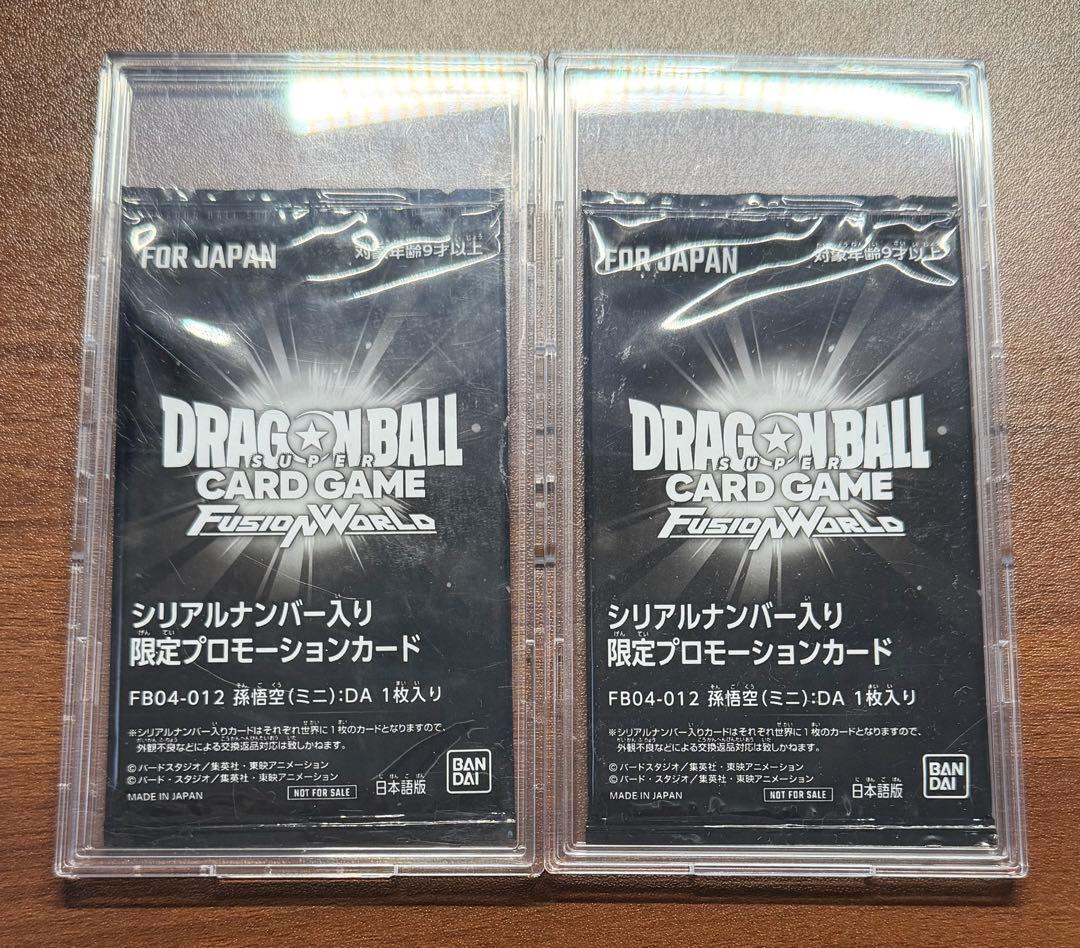 FOR JAPAN
対象年齢9才以上
DRAGON BALL
SUPER
CARD GAME
FUSION WORLD
シリアルナンバー入り
限定プロモーションカード
FB04-012 孫悟空(ミニ):DA 1枚入り
※シリアルナンバー入りカードはそれぞれ世界に1枚のカードとなりますので、
外観不良などによる交換返品対応は致しかねます。
©バードスタジオ/集英社・東映アニメーション
©バード・スタジオ/集英社・東映アニメーション
MADE IN JAPAN
NOT FOR SALE
日本語版
BAN
DAI
FOR JAPAN
対象年齢9才以上
DRAGON BALL
SUPER
CARD GAME
FUSION WORLD
シリアルナンバー入り
限定プロモーションカード
FB04-012 孫悟空(ミニ):DA 1枚入り
※シリアルナンバー入りカードはそれぞれ世界に1枚のカードとなりますので、
外観不良などによる交換返品対応は致しかねます。
©バードスタジオ/集英社・東映アニメーション
©バード・スタジオ/集英社・東映アニメーション
MADE IN JAPAN
NOT FOR SALE
日本語版
BAN
DAI